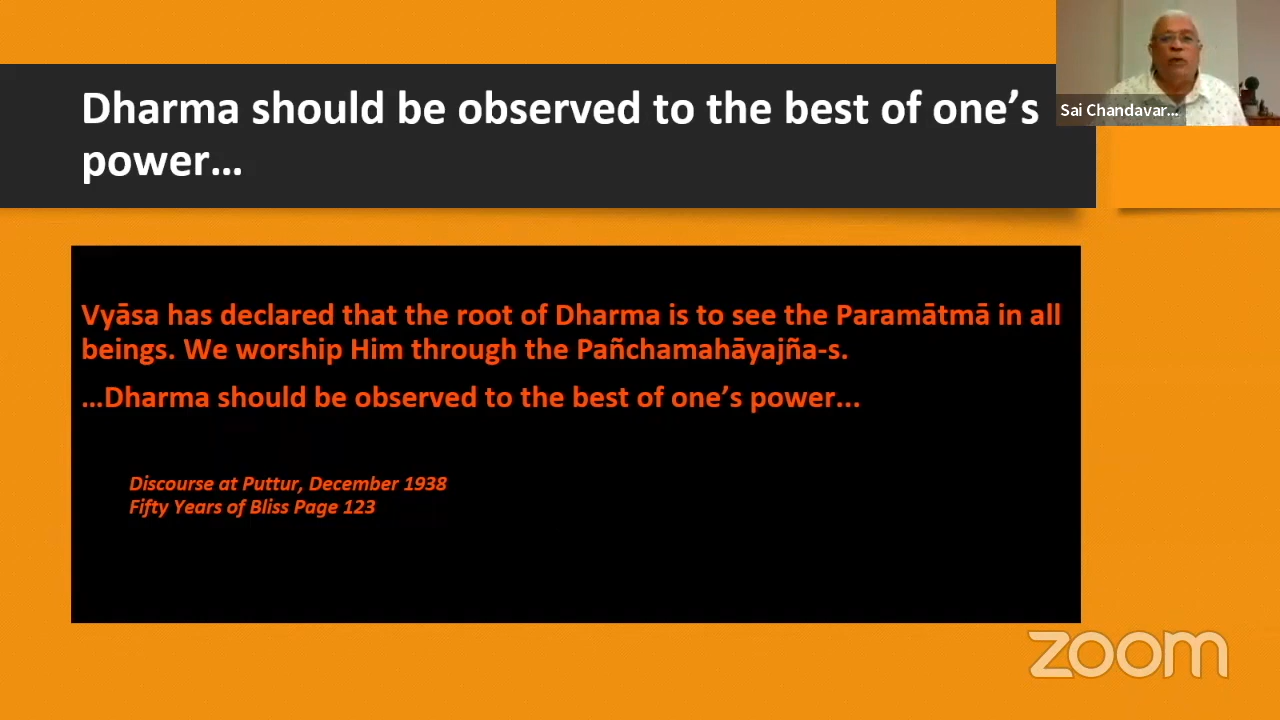 Dharma should be observed to the best of one’s
power…
Sai Chandavar...
Vyāsa has declared that the root of Dharma is to see the Paramātmā in all
beings. We worship Him through the Pañchamahāyajña-s.
…Dharma should be observed to the best of one’s power…
Discourse at Puttur, December 1938
Fifty Years of Bliss Page 123
zoom